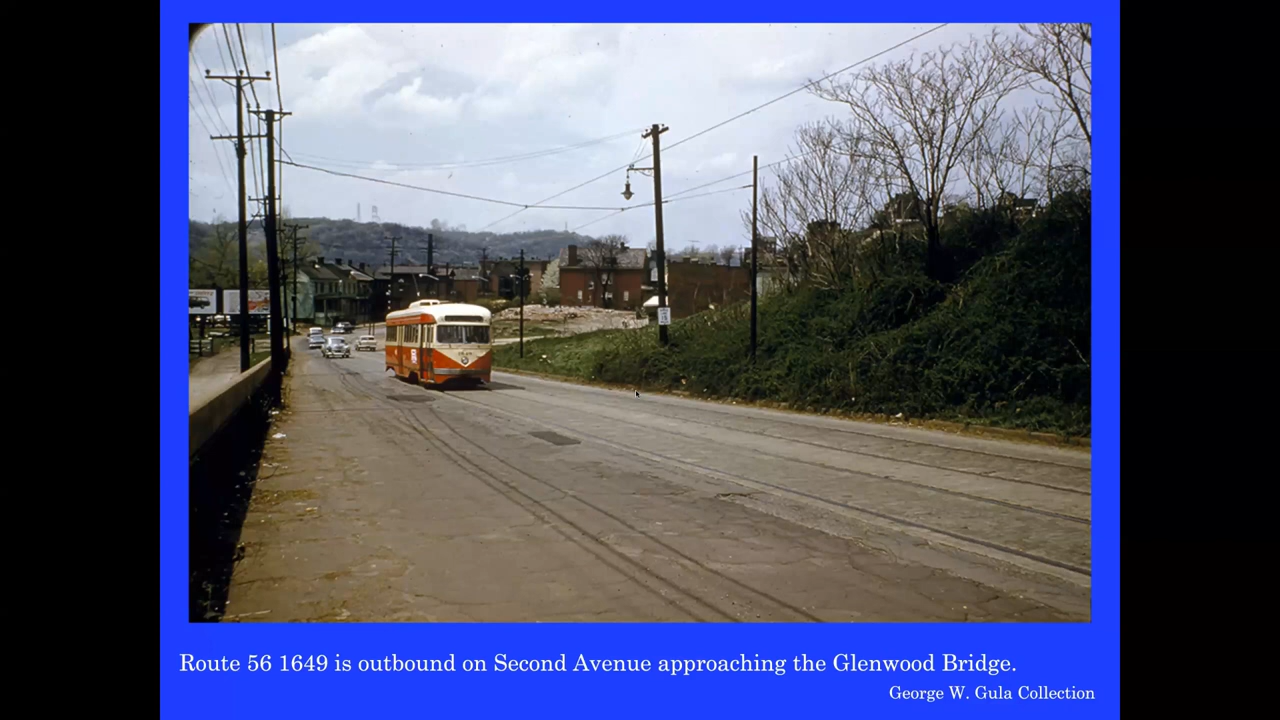 Route 56 1649 is outbound on Second Avenue approaching the Glenwood Bridge.
George W. Gula Collection